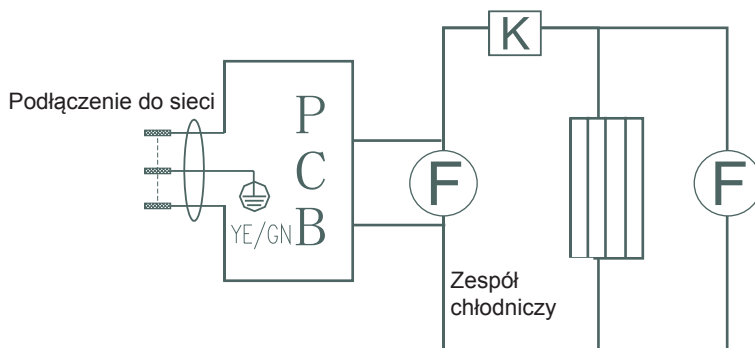 K
Podłączenie do sieci
P
C
B
F
F
YE/GN
Zespół
chłodniczy